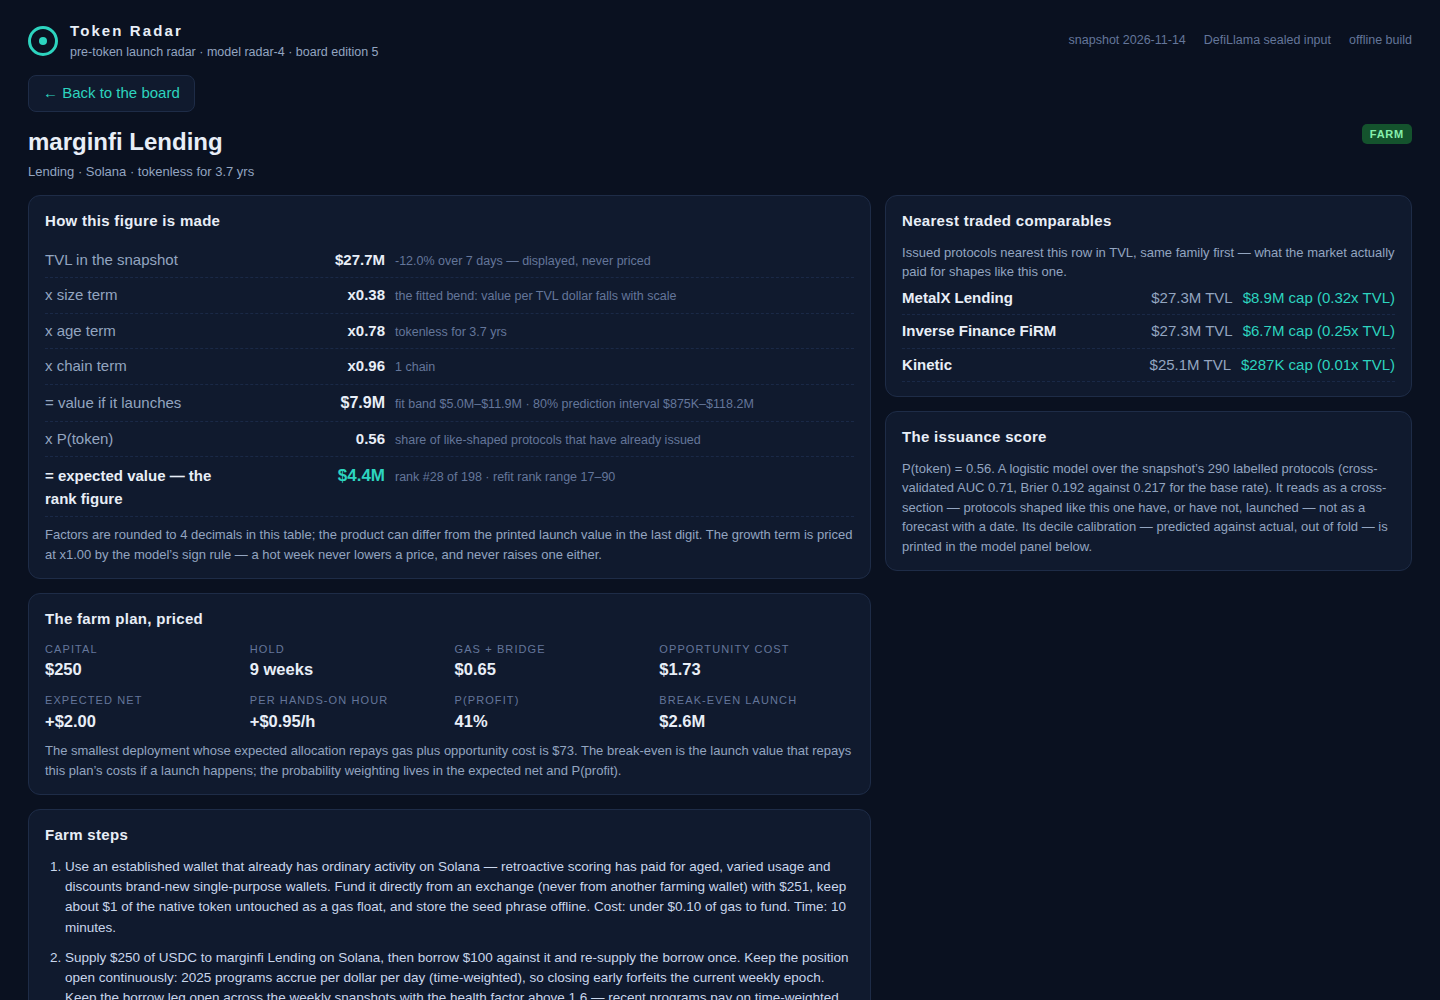 Token Radar
pre-token launch radar · model radar-4 · board edition 5
snapshot 2026-11-14 DefiLlama sealed input offline build
← Back to the board
marginfi Lending
FARM
Lending · Solana · tokenless for 3.7 yrs
How this figure is made
TVL in the snapshot $27.7M -12.0% over 7 days — displayed, never priced
x size term x0.38 the fitted bend: value per TVL dollar falls with scale
x age term x0.78 tokenless for 3.7 yrs
x chain term x0.96 1 chain
= value if it launches $7.9M fit band $5.0M–$11.9M · 80% prediction interval $875K–$118.2M
x P(token) 0.56 share of like-shaped protocols that have already issued
= expected value — the rank figure $4.4M rank #28 of 198 · refit rank range 17–90
Factors are rounded to 4 decimals in this table; the product can differ from the printed launch value in the last digit. The growth term is priced
at x1.00 by the model's sign rule — a hot week never lowers a price, and never raises one either.
Nearest traded comparables
Issued protocols nearest this row in TVL, same family first — what the market actually
paid for shapes like this one.
MetalX Lending $27.3M TVL $8.9M cap (0.32x TVL)
Inverse Finance FiRM $27.3M TVL $6.7M cap (0.25x TVL)
Kinetic $25.1M TVL $287K cap (0.01x TVL)
The issuance score
P(token) = 0.56. A logistic model over the snapshot's 290 labelled protocols (cross-
validated AUC 0.71, Brier 0.192 against 0.217 for the base rate). It reads as a cross-
section — protocols shaped like this one have, or have not, launched — not as a
forecast with a date. Its decile calibration — predicted against actual, out of fold — is
printed in the model panel below.
The farm plan, priced
CAPITAL HOLD GAS + BRIDGE OPPORTUNITY COST
$250 9 weeks $0.65 $1.73
EXPECTED NET PER HANDS-ON HOUR P(PROFIT) BREAK-EVEN LAUNCH
+$2.00 +$0.95/h 41% $2.6M
The smallest deployment whose expected allocation repays gas plus opportunity cost is $73. The break-even is the launch value that repays
this plan's costs if a launch happens; the probability weighting lives in the expected net and P(profit).
Farm steps
1. Use an established wallet that already has ordinary activity on Solana — retroactive scoring has paid for aged, varied usage and
discounts brand-new single-purpose wallets. Fund it directly from an exchange (never from another farming wallet) with $251, keep
about $1 of the native token untouched as a gas float, and store the seed phrase offline. Cost: under $0.10 of gas to fund. Time: 10
minutes.
2. Supply $250 of USDC to marginfi Lending on Solana, then borrow $100 against it and re-supply the borrow once. Keep the position
open continuously: 2025 programs accrue per dollar per day (time-weighted), so closing early forfeits the current weekly epoch.
Keep the borrow leg open across the weekly snapshots with the health factor above 1.6 — recent programs pay on time-weighted